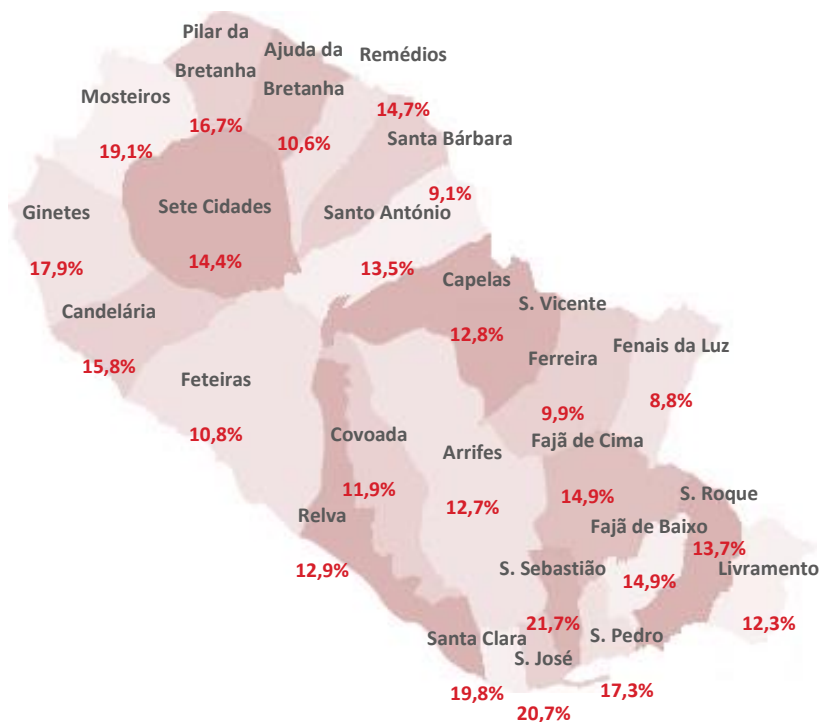 Pilar da
Bretanha
16,7%
Ajuda da
Bretanha
10,6%
Remédios
14,7%
Mosteiros
19,1%
Santa Bárbara
9,1%
Ginetes
17,9%
Sete Cidades
14,4%
Santo António
13,5%
Candelária
15,8%
Capelas
12,8%
S. Vicente
Ferreira
9,9%
Fenais da Luz
8,8%
Feteiras
10,8%
Covoada
11,9%
Arrifes
12,7%
Fajã de Cima
14,9%
S. Roque
13,7%
Relva
12,9%
Fajã de Baixo
14,9%
S. Sebastião
21,7%
Livramento
12,3%
Santa Clara
19,8%
S. José
20,7%
S. Pedro
17,3%